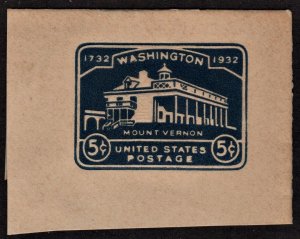 1732 WASHINGTON 1932
MOUNT VERNON
5¢ UNITED STATES 5¢
POSTAGE